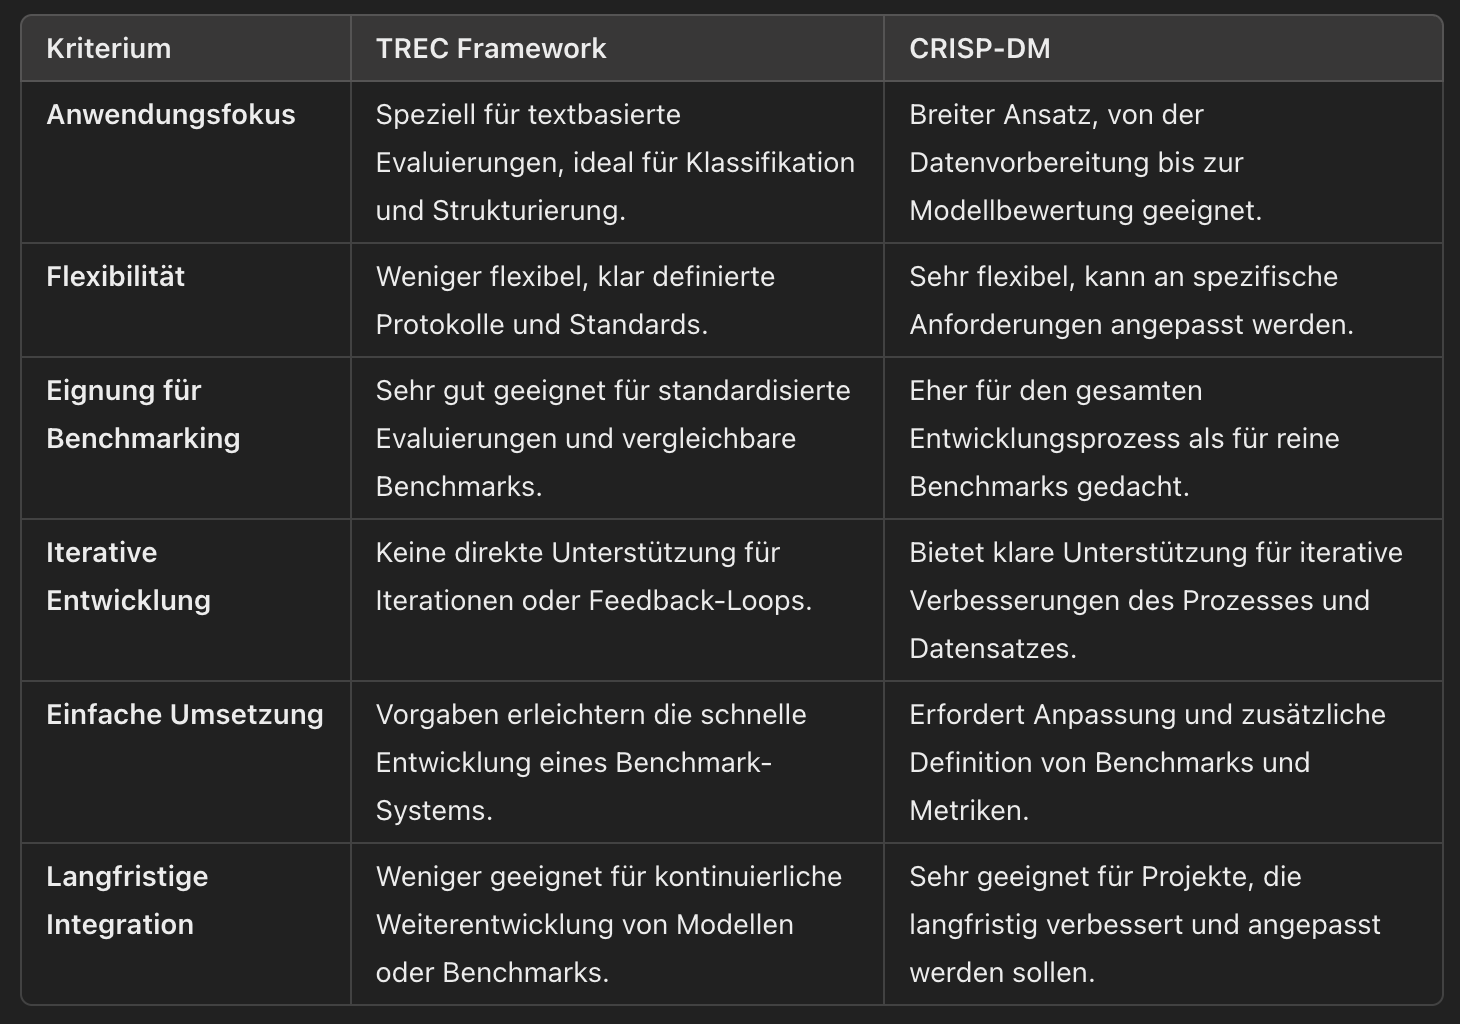 Kriterium
TREC Framework
CRISP-DM
Anwendungsfokus
Speziell für textbasierte
Evaluierungen, ideal für Klassifikation
und Strukturierung.
Breiter Ansatz, von der
Datenvorbereitung bis zur
Modellbewertung geeignet.
Flexibilität
Weniger flexibel, klar definierte
Protokolle und Standards.
Sehr flexibel, kann an spezifische
Anforderungen angepasst werden.
Eignung für
Benchmarking
Sehr gut geeignet für standardisierte
Evaluierungen und vergleichbare
Benchmarks.
Eher für den gesamten
Entwicklungsprozess als für reine
Benchmarks gedacht.
Iterative
Entwicklung
Keine direkte Unterstützung für
Iterationen oder Feedback-Loops.
Bietet klare Unterstützung für iterative
Verbesserungen des Prozesses und
Datensatzes.
Einfache Umsetzung
Vorgaben erleichtern die schnelle
Entwicklung eines Benchmark-
Systems.
Erfordert Anpassung und zusätzliche
Definition von Benchmarks und
Metriken.
Langfristige
Integration
Weniger geeignet für kontinuierliche
Weiterentwicklung von Modellen
oder Benchmarks.
Sehr geeignet für Projekte, die
langfristig verbessert und angepasst
werden sollen.